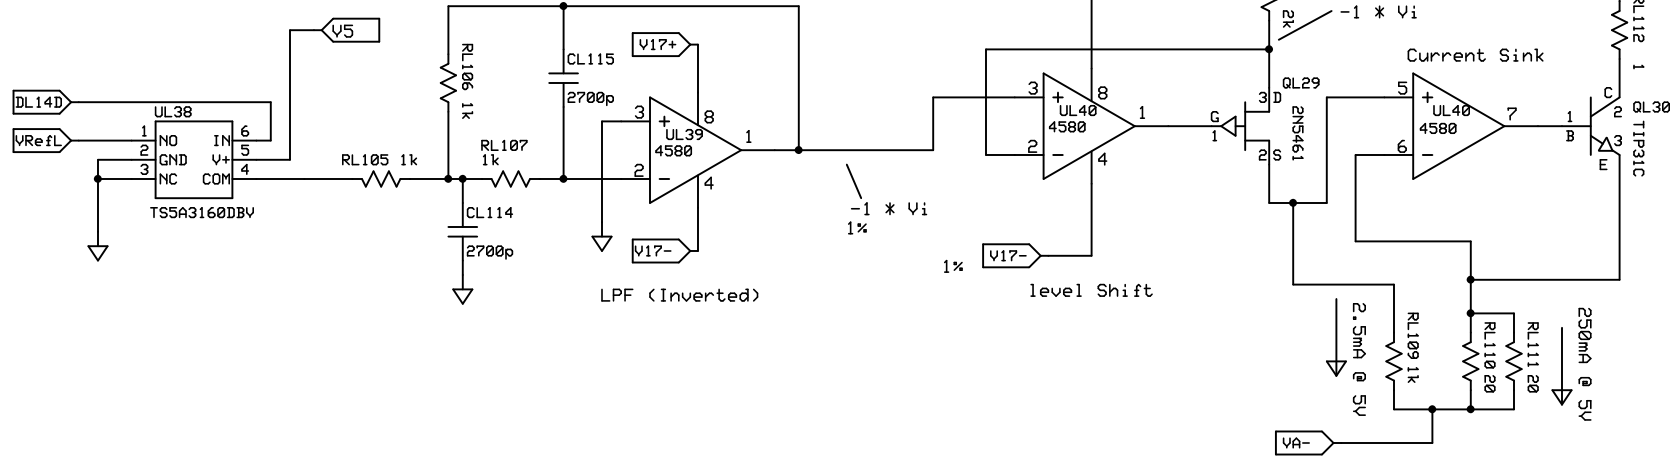 V5
DL14D
UL38
VRefL
1 NO IN 6
2 GND V+ 5
3 NC COM 4
TS5A3160DBV
RL105 1k
RL106 1k
RL107
1k
CL114
2700p
CL115
2700p
V17+
8
3 +
UL39
4580
1
2 -
4
V17-
LPF (Inverted)
-1 * Vi
1%
2k
-1 * Vi
3 +
8
UL40
4580
1
2 -
4
V17-
1%
level Shift
QL29
3 D
G
1
2 S
2N5461
Current Sink
5 +
UL40
4580
7
6 -
RL112 1
C
2
QL30
1
B
3
E
TIP31C
2.5mA @ 5V
RL109 1k
RL110 20
RL111 20
250mA @ 5V
VA-